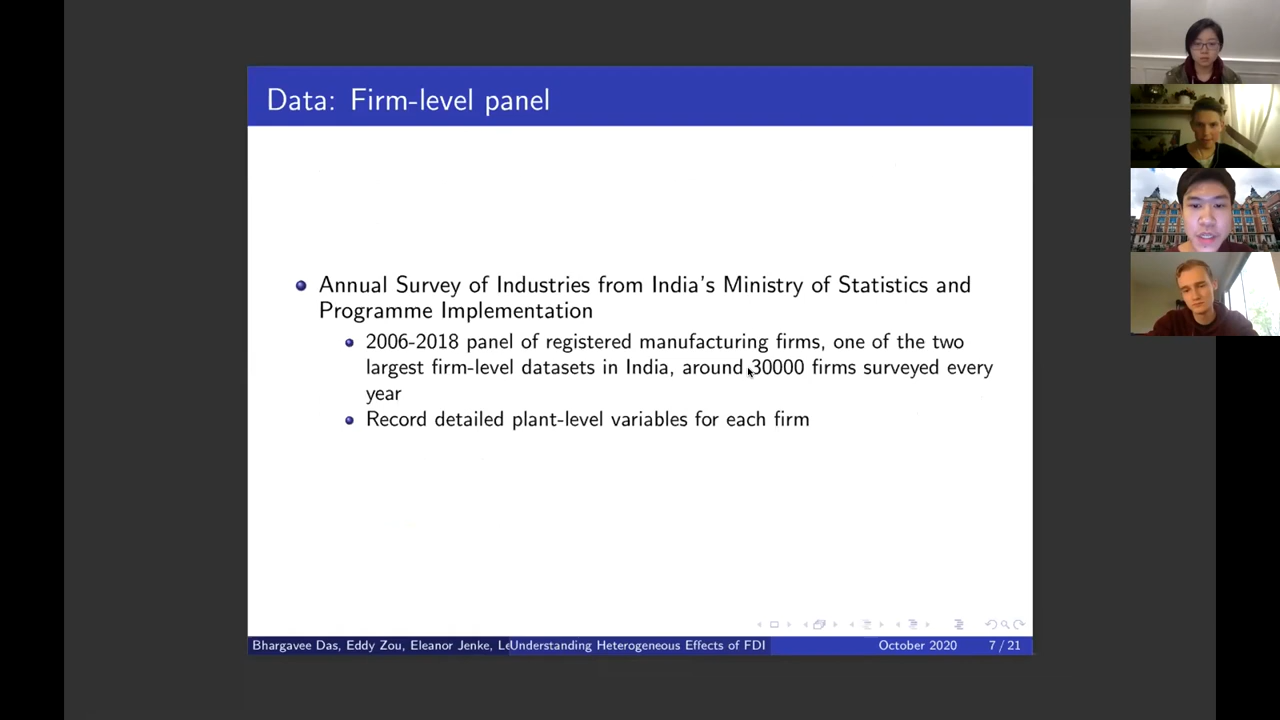 Data: Firm-level panel
Annual Survey of Industries from India's Ministry of Statistics and
Programme Implementation
2006-2018 panel of registered manufacturing firms, one of the two
largest firm-level datasets in India, around 30000 firms surveyed every
year
Record detailed plant-level variables for each firm
Bhargavee Das, Eddy Zou, Eleanor Jenke, Le
Understanding Heterogeneous Effects of FDI
October 2020
7 / 21